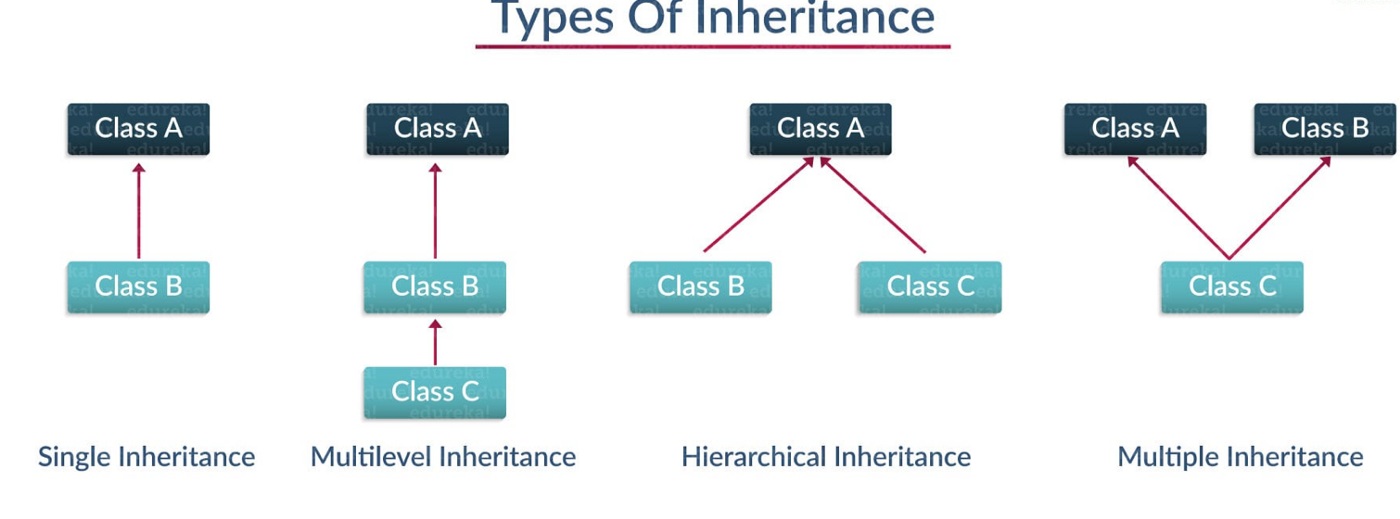 Types Of Inheritance
Class A
Class B
Single Inheritance
Class A
Class B
Class C
Multilevel Inheritance
Class A
Class B
Class C
Hierarchical Inheritance
Class A
Class B
Class C
Multiple Inheritance